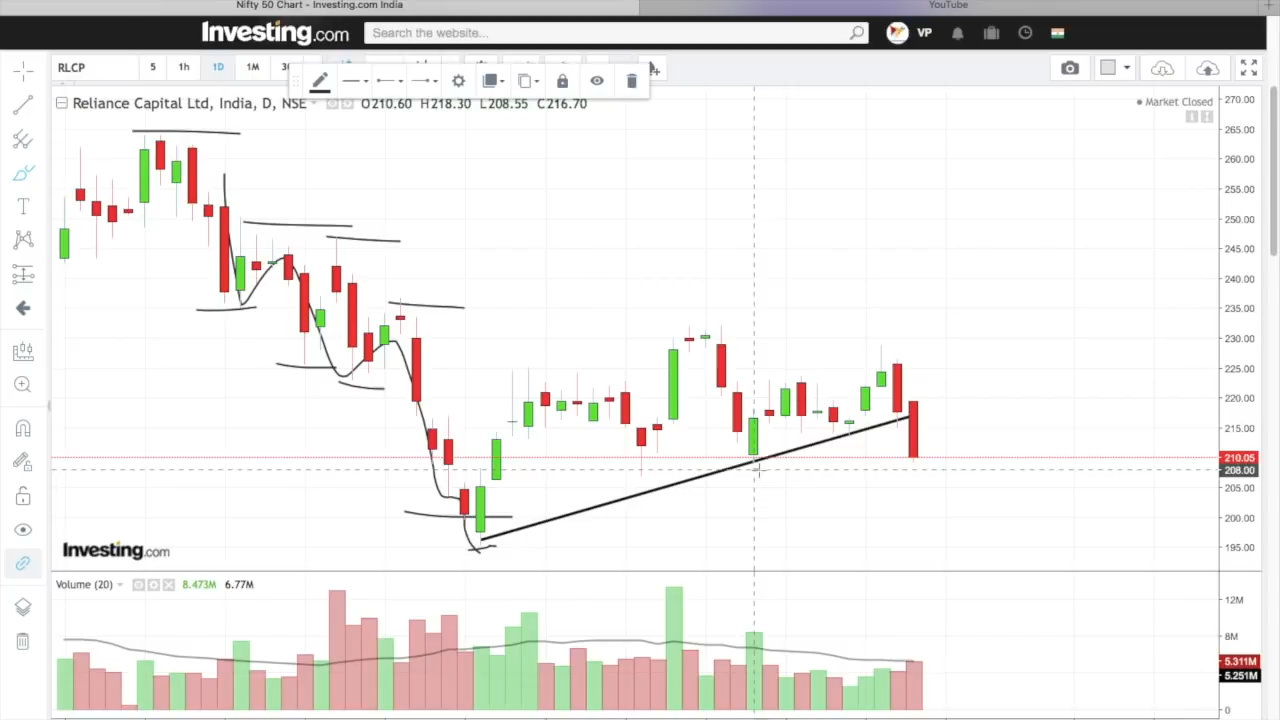 Nifty 50 Chart - Investing.com India
YouTube
Investing.com
Search the website...
VP
RLCP
5
1h
1D
1M
Reliance Capital Ltd, India, D, NSE
O210.60 H218.30 L208.55 C216.70
Market Closed
270.00
265.00
260.00
255.00
250.00
245.00
240.00
235.00
230.00
225.00
220.00
215.00
210.05
208.00
205.00
200.00
195.00
Investing.com
Volume (20)
8.473M 6.77M
12M
8M
5.311M
5.251M
0